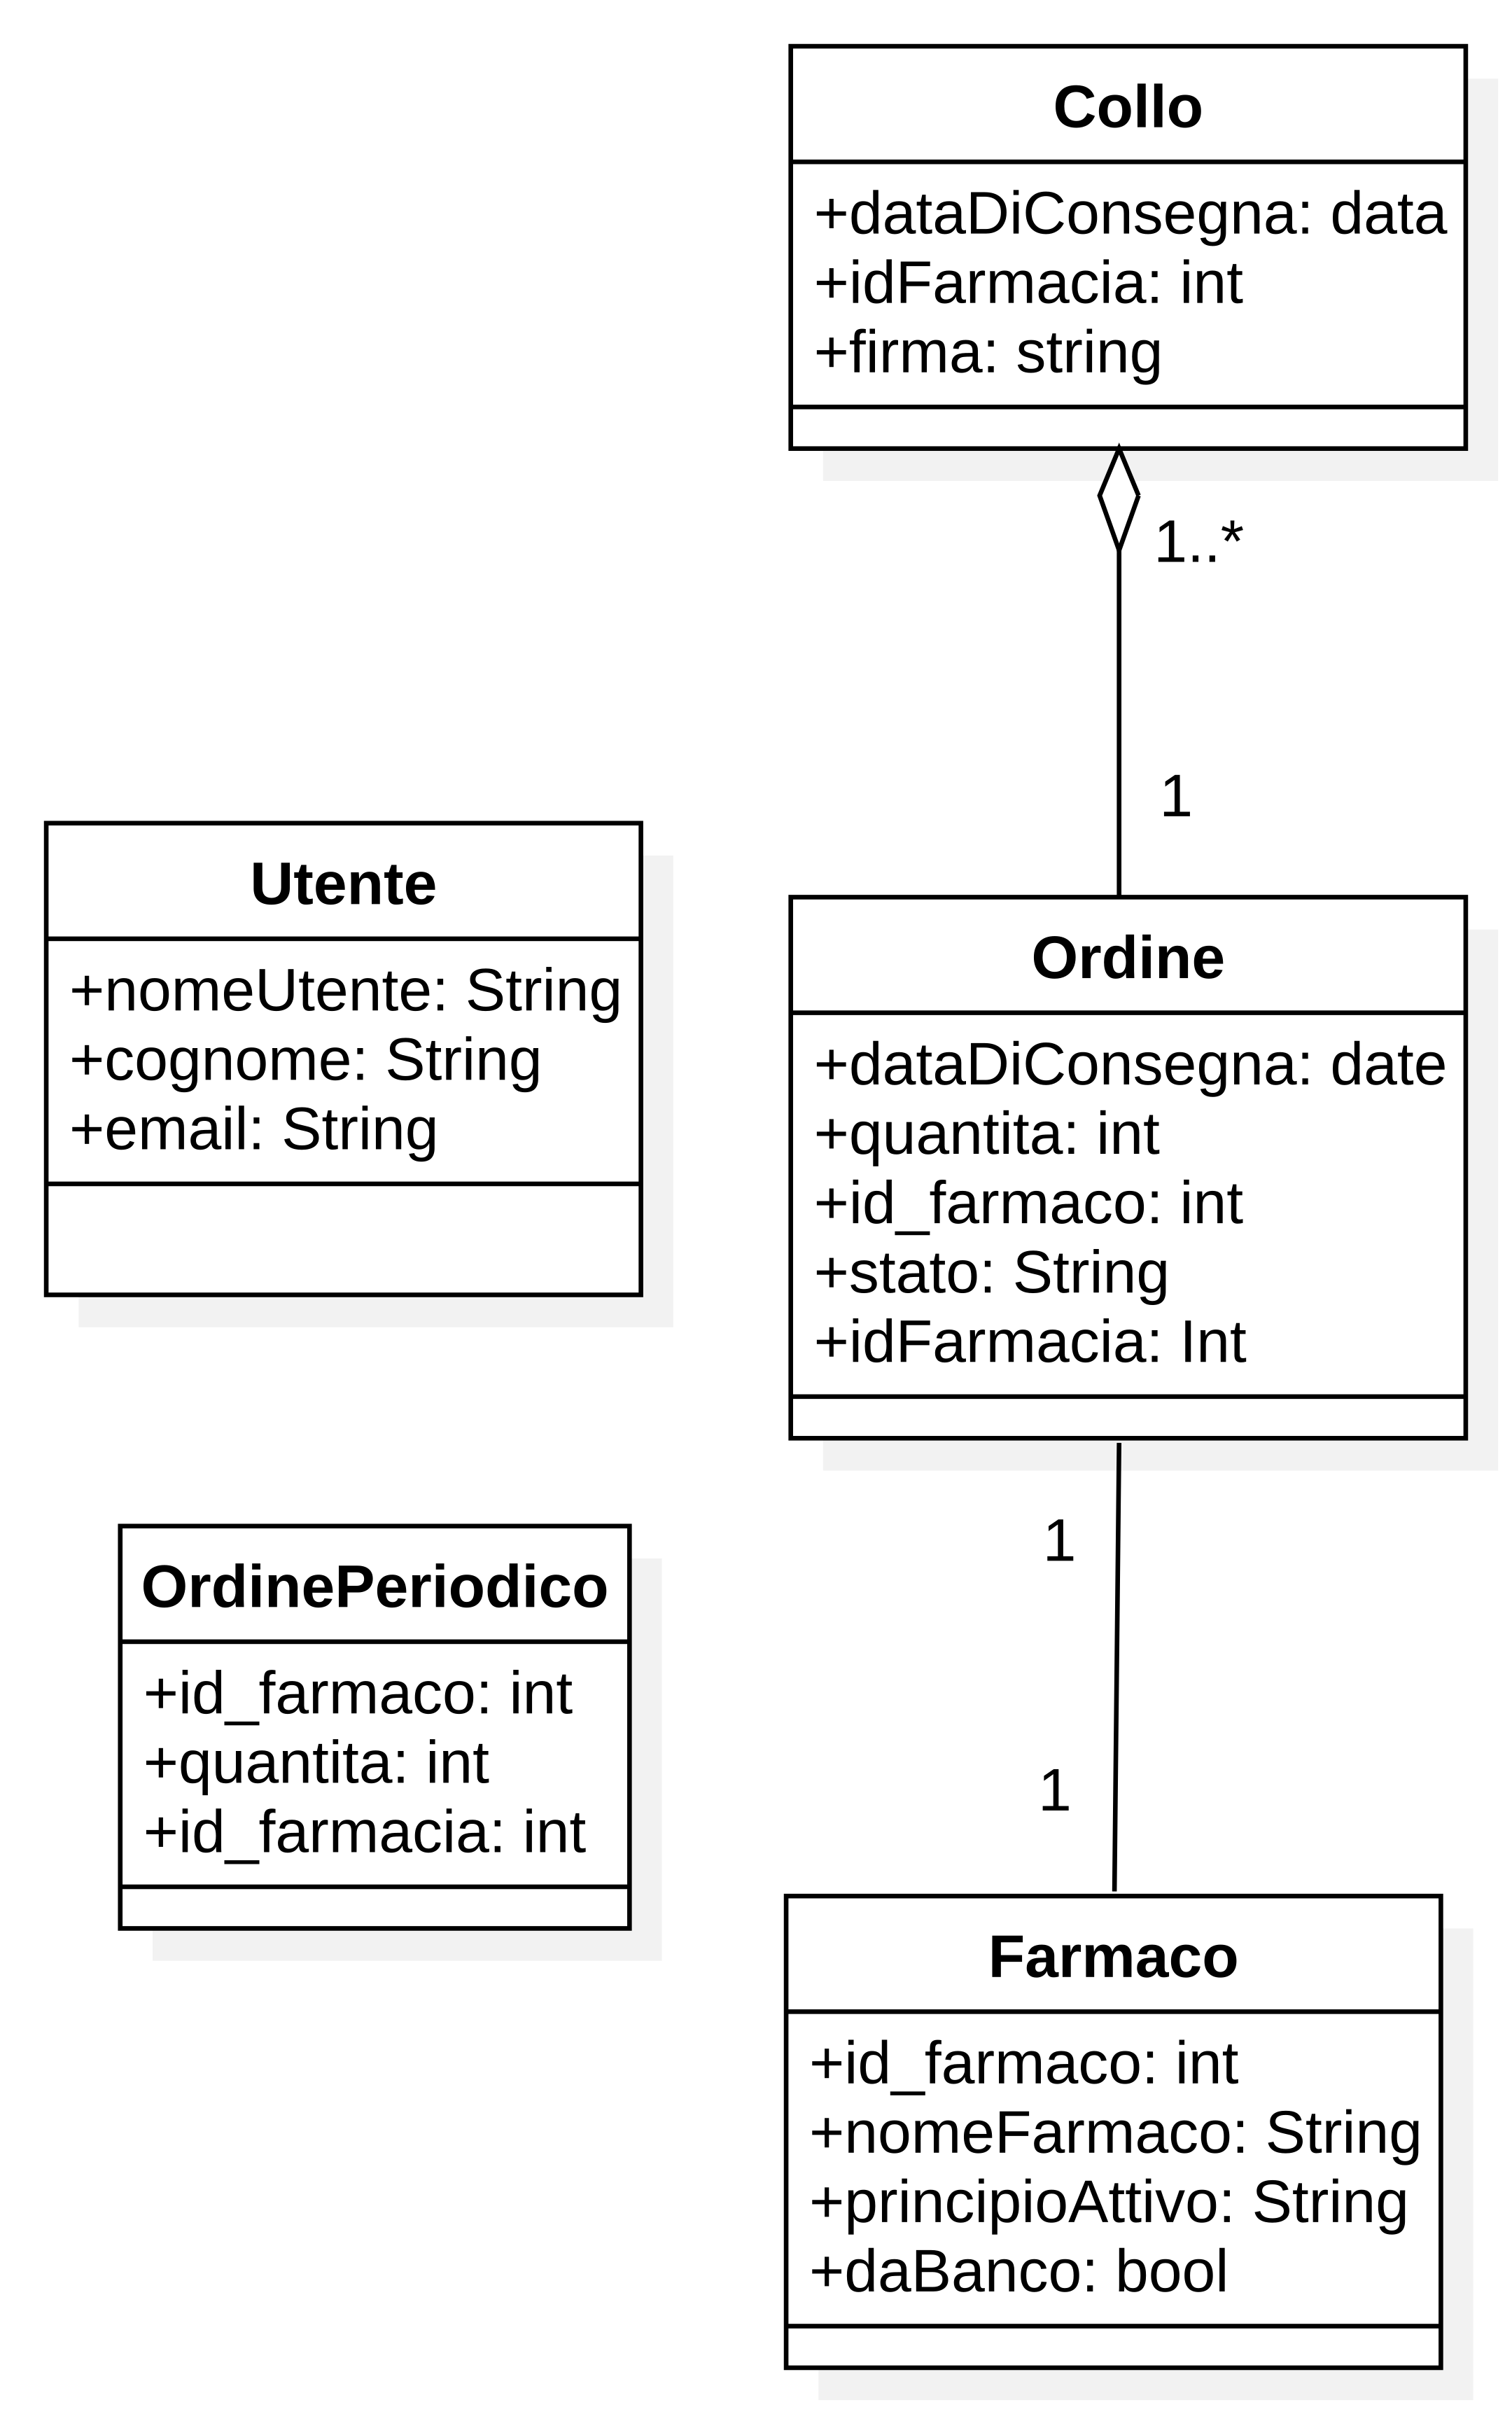 Collo
+dataDiConsegna: data
+idFarmacia: int
+firma: string
1..*
1
Utente
+nomeUtente: String
+cognome: String
+email: String
Ordine
+dataDiConsegna: date
+quantita: int
+id_farmaco: int
+stato: String
+idFarmacia: Int
1
1
OrdinePeriodico
+id_farmaco: int
+quantita: int
+id_farmacia: int
Farmaco
+id_farmaco: int
+nomeFarmaco: String
+principioAttivo: String
+daBanco: bool